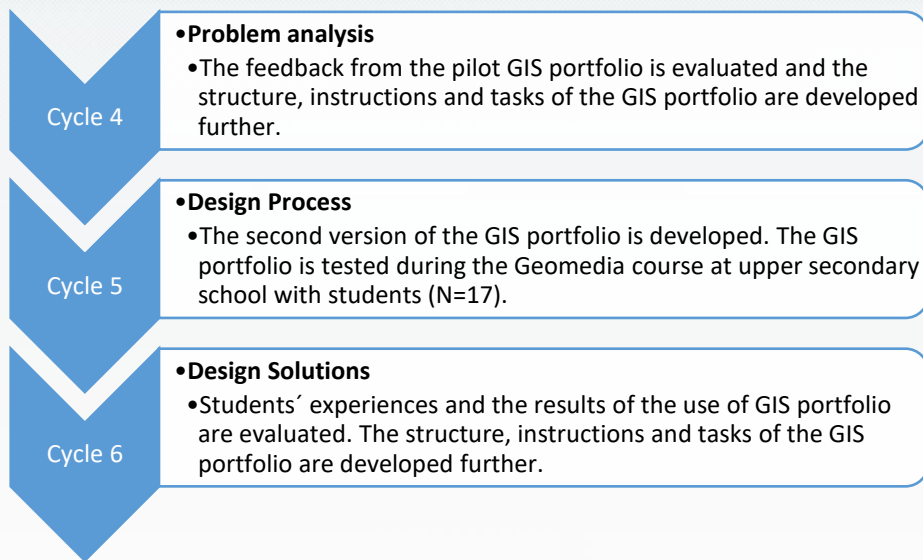 Cycle 4
•Problem analysis
•The feedback from the pilot GIS portfolio is evaluated and the
structure, instructions and tasks of the GIS portfolio are developed
further.
Cycle 5
•Design Process
•The second version of the GIS portfolio is developed. The GIS
portfolio is tested during the Geomedia course at upper secondary
school with students (N=17).
Cycle 6
•Design Solutions
•Students´ experiences and the results of the use of GIS portfolio
are evaluated. The structure, instructions and tasks of the GIS
portfolio are developed further.